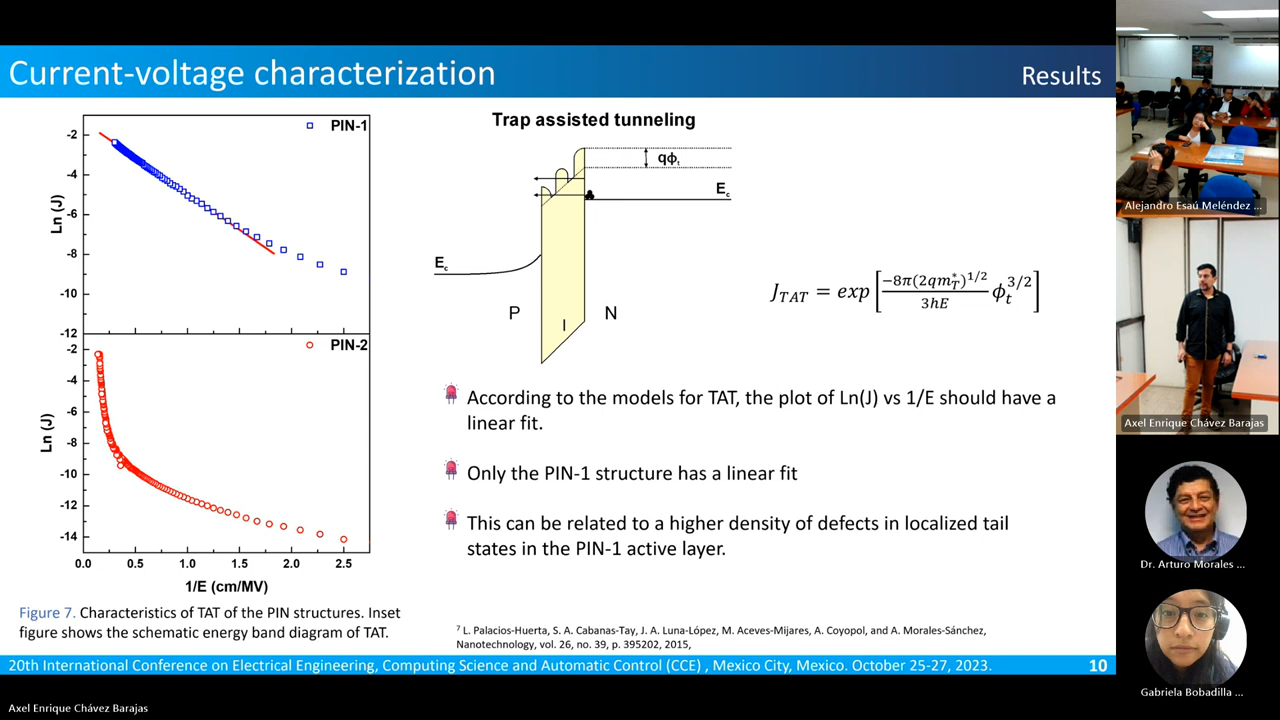 Current-voltage characterization
Results
PIN-1
-2
-4
-6
-8
-10
-12
Ln (J)
PIN-2
-2
-4
-6
-8
-10
-12
-14
Ln (J)
0.0 0.5 1.0 1.5 2.0 2.5
1/E (cm/MV)
Figure 7. Characteristics of TAT of the PIN structures. Inset
figure shows the schematic energy band diagram of TAT.
Trap assisted tunneling
qϕt
Ec
Ec
P
I
N
J_TAT = exp[−8π(2qm*_T)^1/2 / 3hE ϕ_t^3/2]
According to the models for TAT, the plot of Ln(J) vs 1/E should have a
linear fit.
Only the PIN-1 structure has a linear fit
This can be related to a higher density of defects in localized tail
states in the PIN-1 active layer.
7 L. Palacios-Huerta, S. A. Cabanas-Tay, J. A. Luna-López, M. Aceves-Mijares, A. Coyopol, and A. Morales-Sánchez,
Nanotechnology, vol. 26, no. 39, p. 395202, 2015,
20th International Conference on Electrical Engineering, Computing Science and Automatic Control (CCE) , Mexico City, Mexico. October 25-27, 2023.
10
Alejandro Esaú Meléndez ...
Axel Enrique Chávez Barajas
Dr. Arturo Morales ...
Gabriela Bobadilla ...
Axel Enrique Chávez Barajas